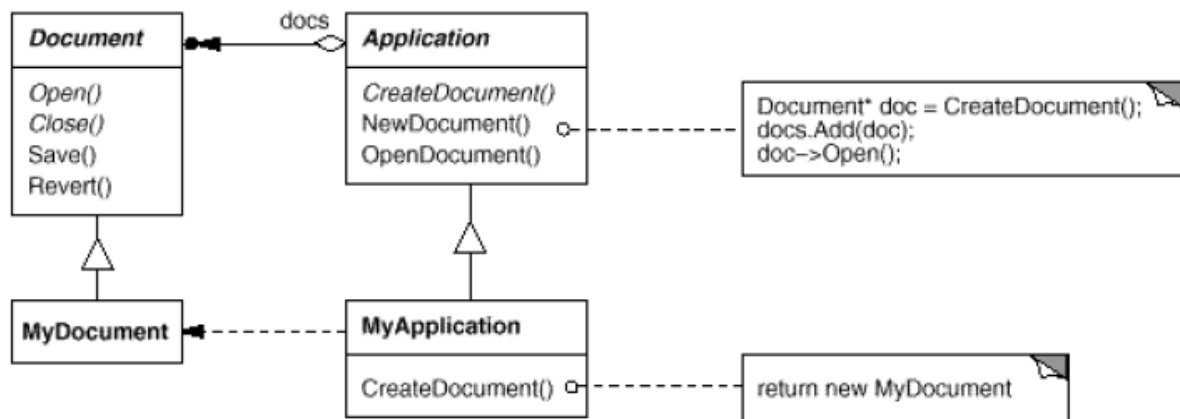 docs
Document
Open()
Close()
Save()
Revert()
Application
CreateDocument()
NewDocument()
OpenDocument()
Document* doc = CreateDocument();
docs.Add(doc);
doc->Open();
MyDocument
MyApplication
CreateDocument()
return new MyDocument